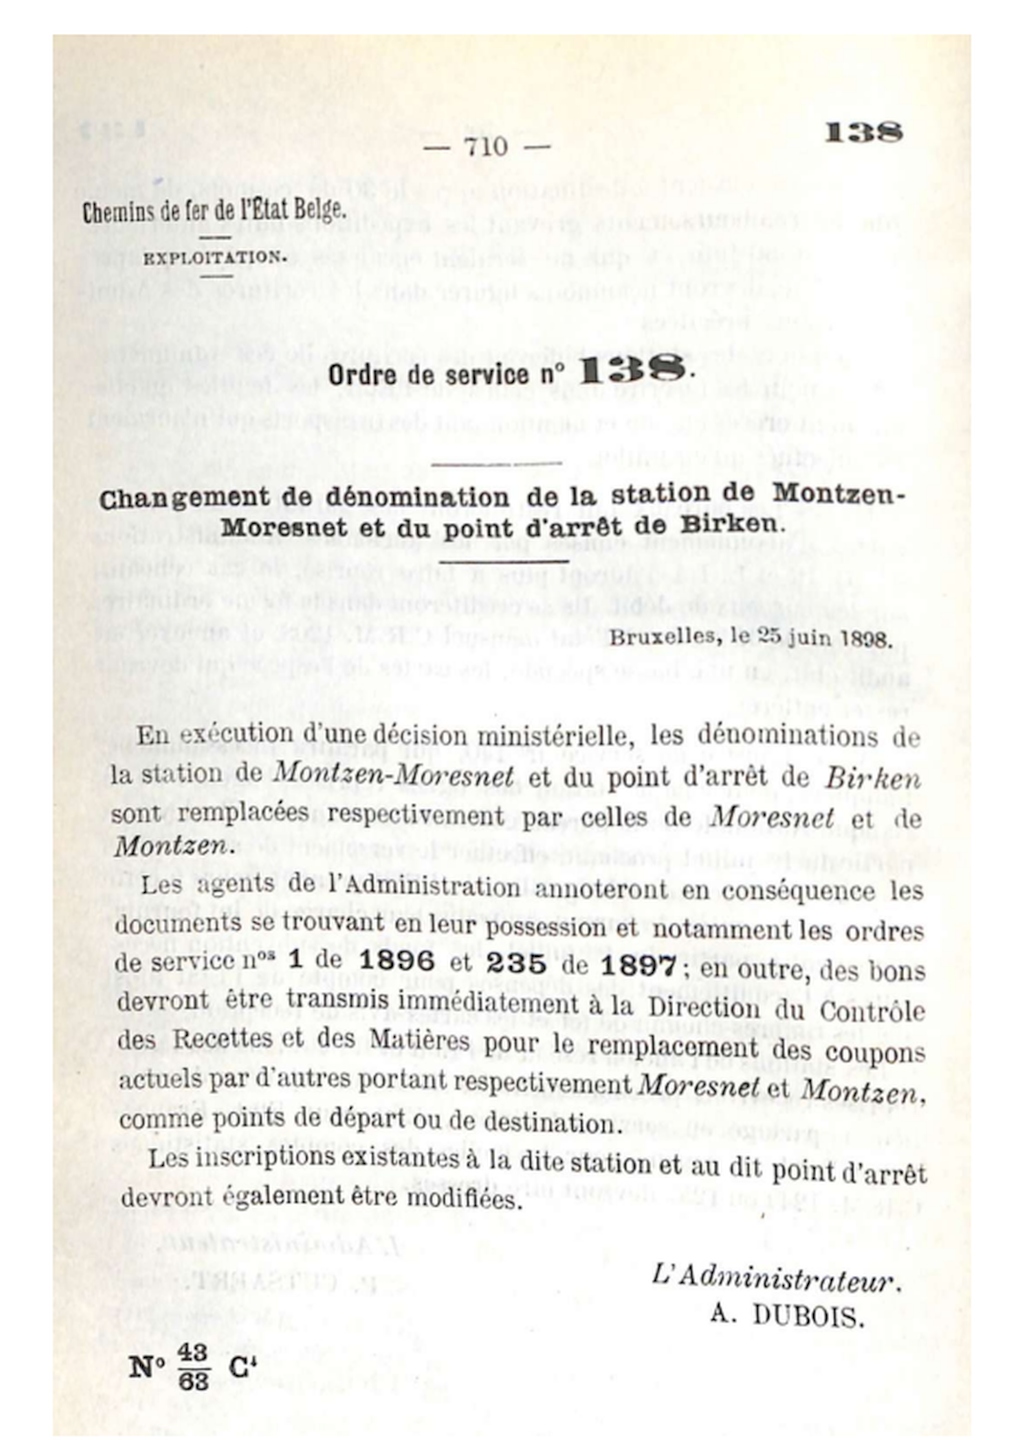 — 710 —
138
Chemins de fer de l'État Belge.
EXPLOITATION.
Ordre de service n° 138.
Changement de dénomination de la station de Montzen-
Moresnet et du point d'arrêt de Birken.
Bruxelles, le 25 juin 1898.
En exécution d'une décision ministérielle, les dénominations de
la station de Montzen-Moresnet et du point d'arrêt de Birken
sont remplacées respectivement par celles de Moresnet et de
Montzen.
Les agents de l'Administration annoteront en conséquence les
documents se trouvant en leur possession et notamment les ordres
de service nos 1 de 1896 et 235 de 1897 ; en outre, des bons
devront être transmis immédiatement à la Direction du Contrôle
des Recettes et des Matières pour le remplacement des coupons
actuels par d'autres portant respectivement Moresnet et Montzen,
comme points de départ ou de destination.
Les inscriptions existantes à la dite station et au dit point d'arrêt
devront également être modifiées.
L'Administrateur.
A. DUBOIS.
N° 43/63 C⁴